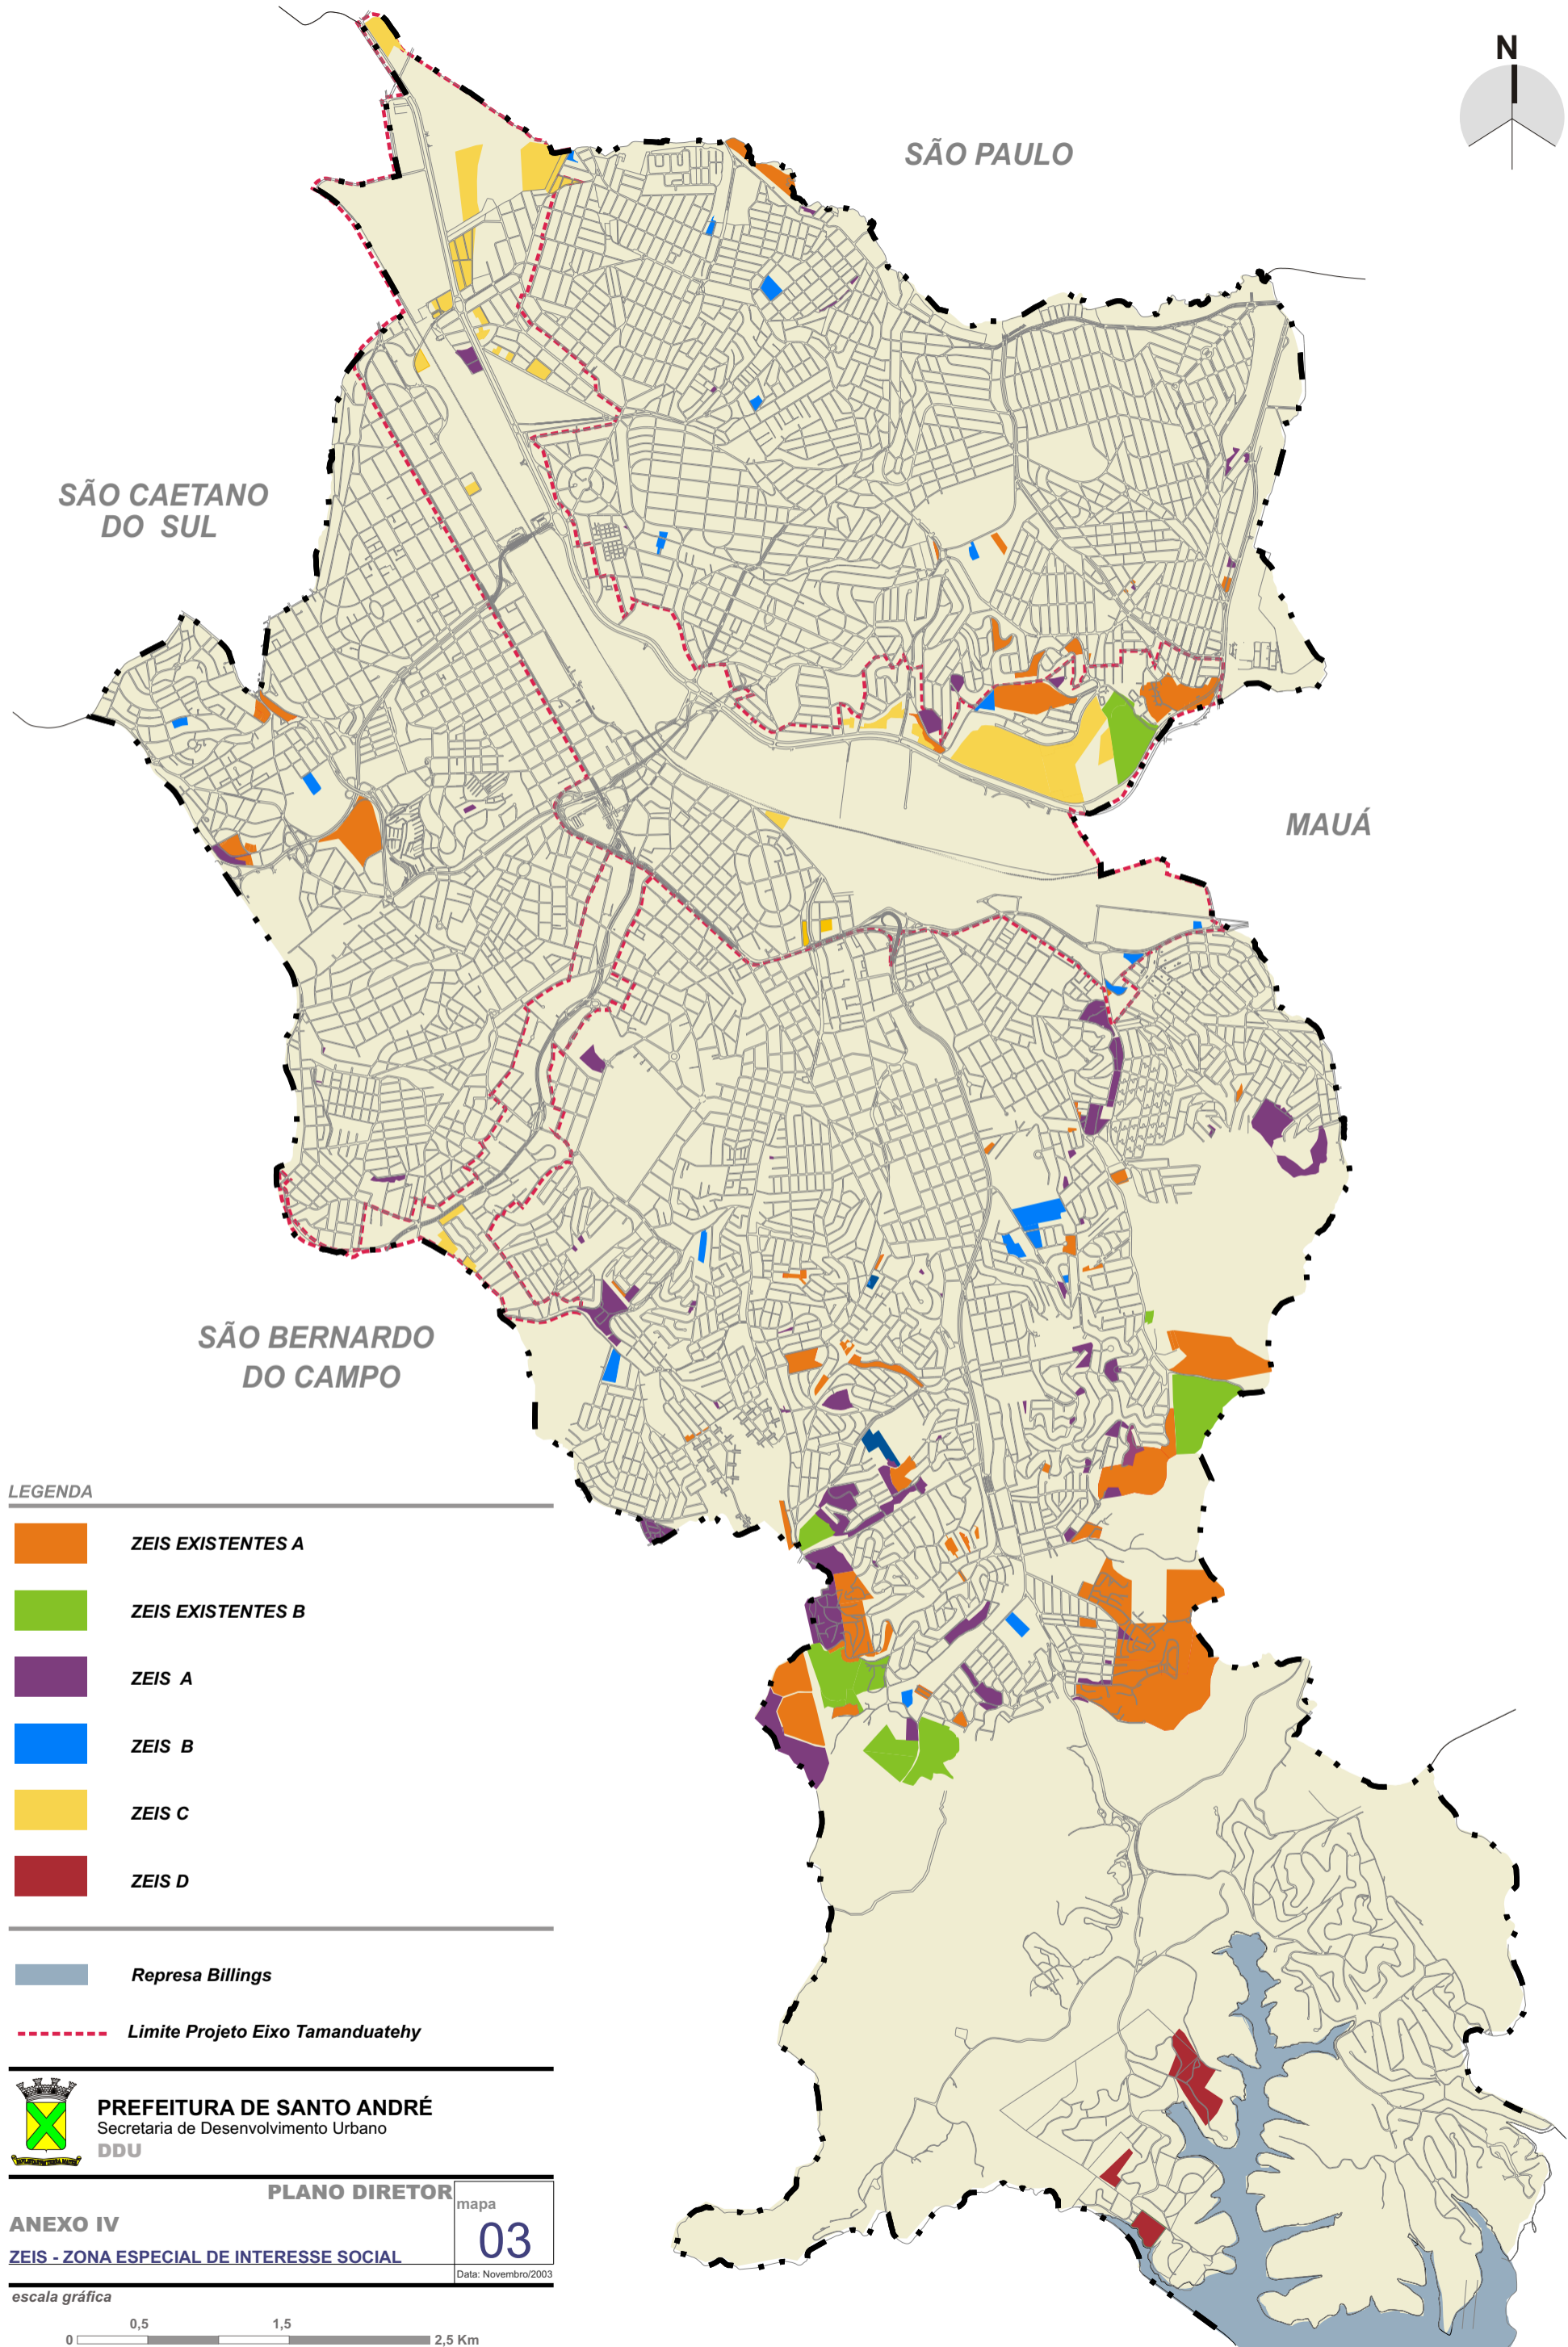 N
SÃO PAULO
SÃO CAETANO
DO SUL
MAUÁ
SÃO BERNARDO
DO CAMPO
LEGENDA
ZEIS EXISTENTES A
ZEIS EXISTENTES B
ZEIS A
ZEIS B
ZEIS C
ZEIS D
Represa Billings
Limite Projeto Eixo Tamanduatehy
PREFEITURA DE SANTO ANDRÉ
Secretaria de Desenvolvimento Urbano
DDU
PLANO DIRETOR
ANEXO IV
ZEIS - ZONA ESPECIAL DE INTERESSE SOCIAL
mapa
03
Data: Novembro/2003
escala gráfica
0,5 1,5
0 2,5 Km